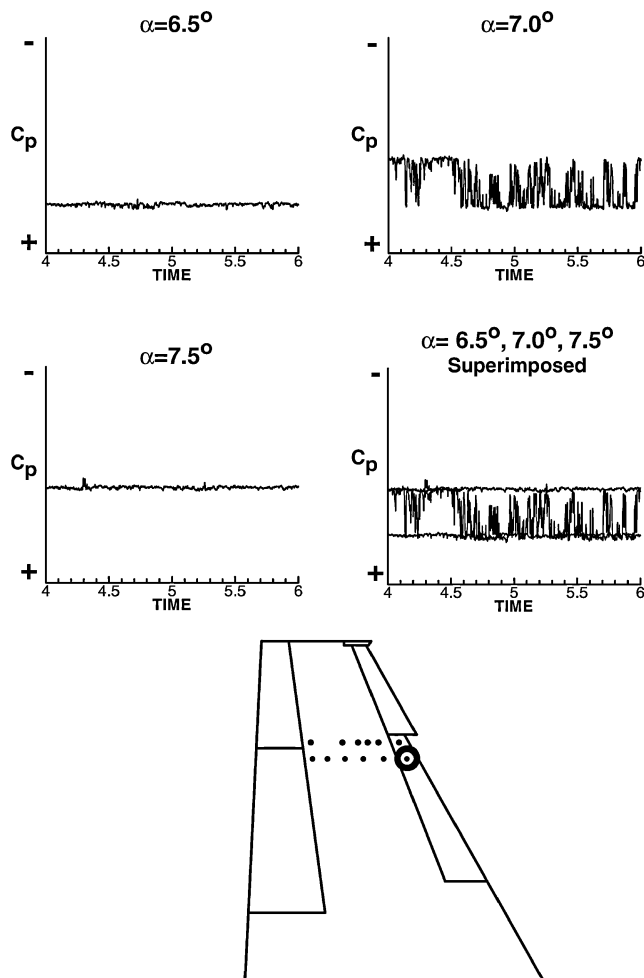 α=6.5°
-
Cp
+
4 4.5 5 5.5 6
TIME
α=7.0°
-
Cp
+
4 4.5 5 5.5 6
TIME
α=7.5°
-
Cp
+
4 4.5 5 5.5 6
TIME
α= 6.5°, 7.0°, 7.5°
Superimposed
-
Cp
+
4 4.5 5 5.5 6
TIME